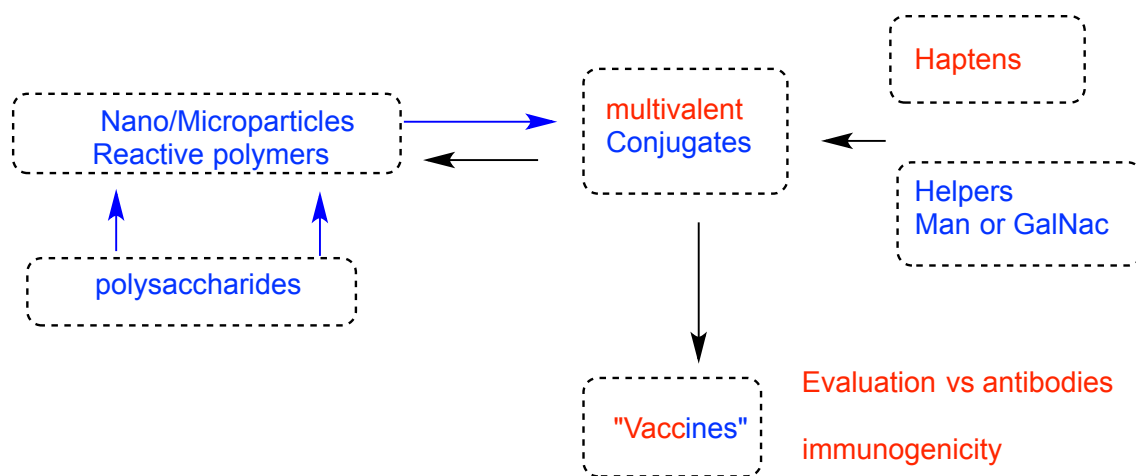 Haptens
Nano/Microparticles
Reactive polymers
multivalent
Conjugates
Helpers
Man or GalNac
polysaccharides
"Vaccines"
Evaluation vs antibodies
immunogenicity